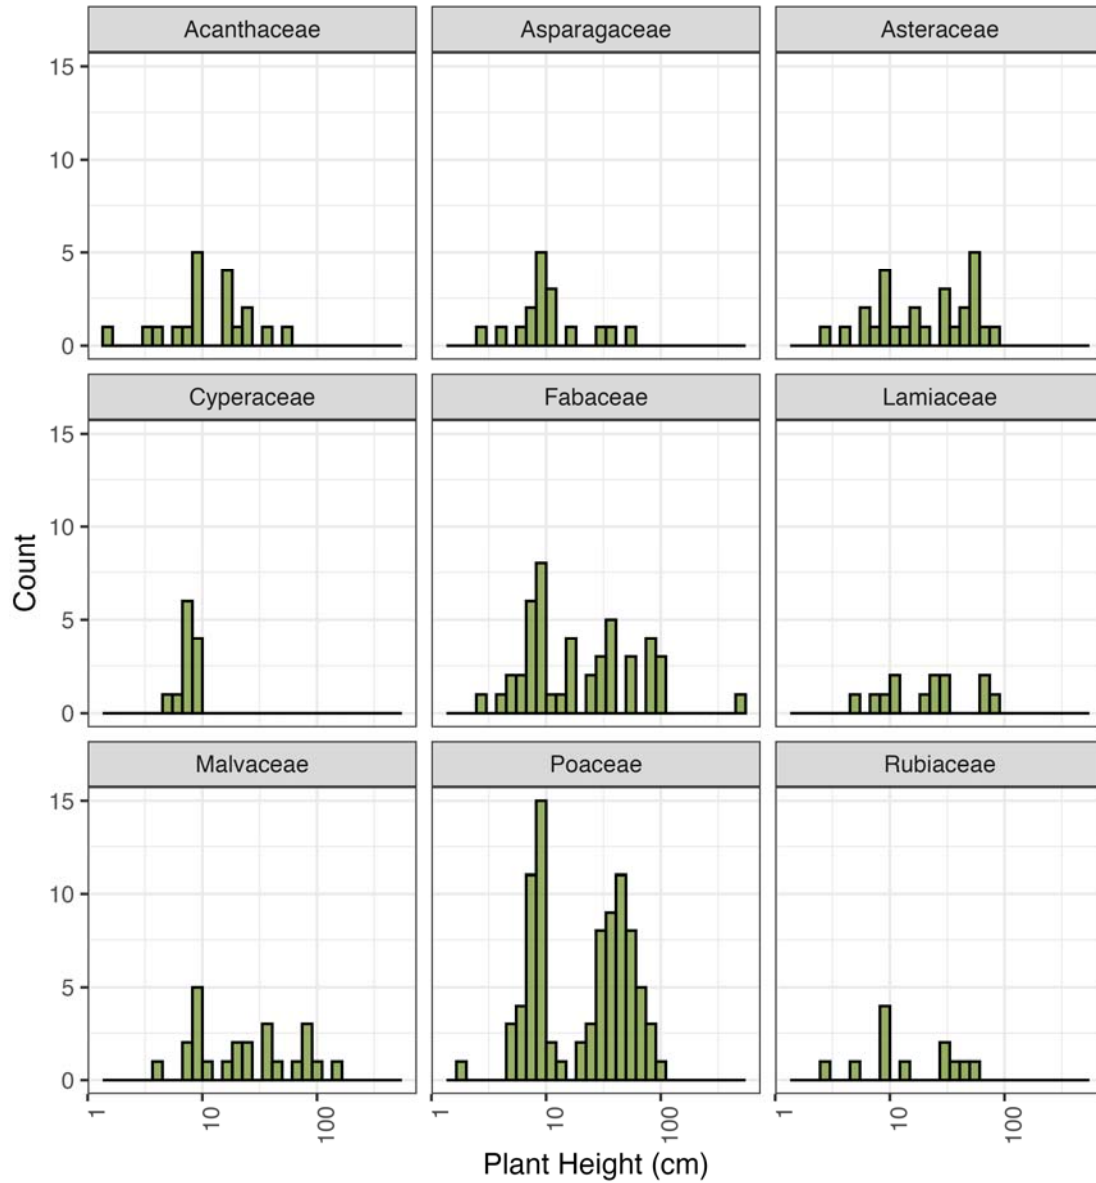 Acanthaceae Asparagaceae Asteraceae
15
10
5
0
Cyperaceae Fabaceae Lamiaceae
15
10
5
0
Count
Malvaceae Poaceae Rubiaceae
15
10
5
0
1 10 100 1 10 100 1 10 100
Plant Height (cm)